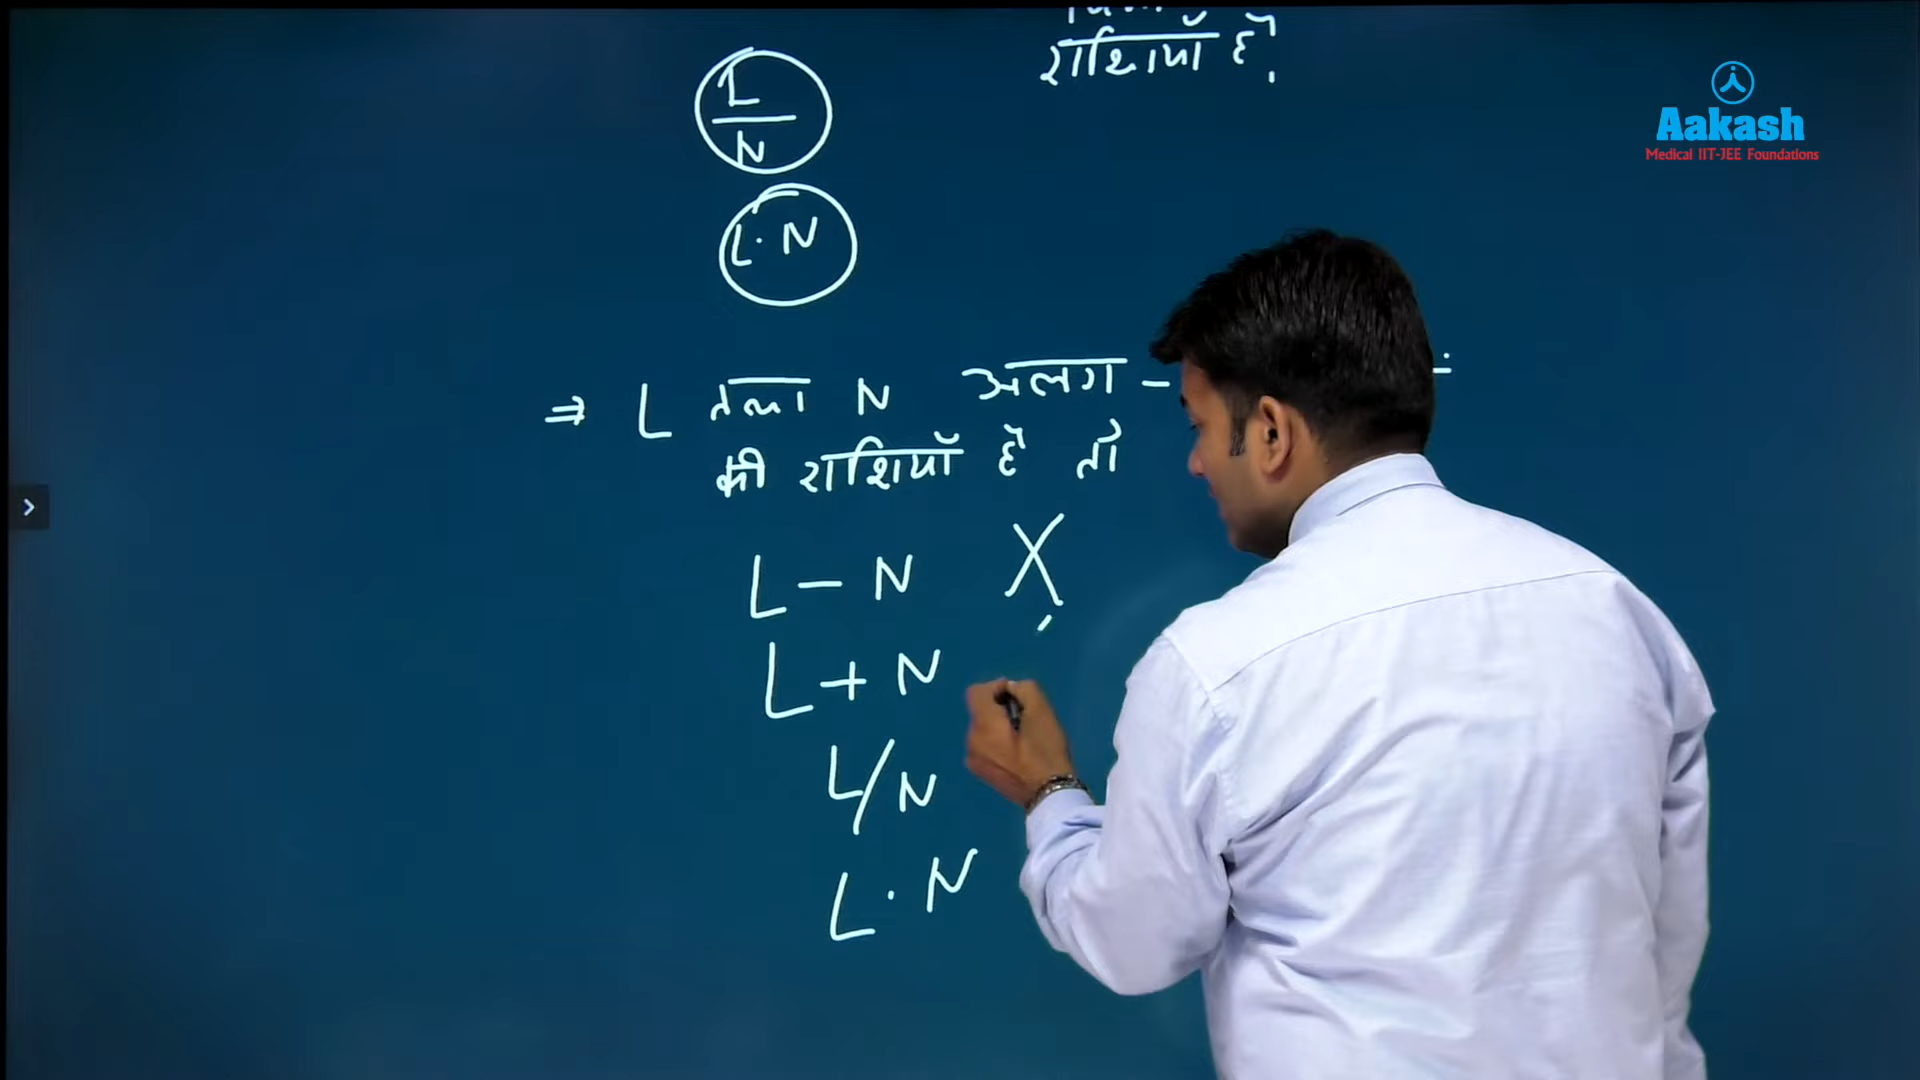 राशियाँ हैं
L
N
L · N
Aakash
Medical IIT-JEE Foundations
⇒ L तथा N अलग –
की राशियाँ हैं तो
L – N X
L + N
L/N
L · N